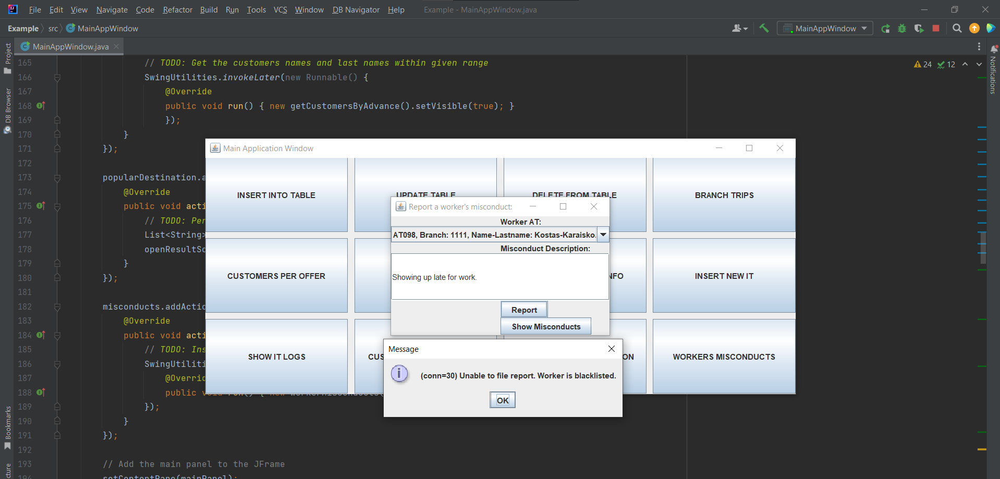 File Edit View Navigate Code Refactor Build Run Tools VCS Window DB Navigator Help Example - MainAppWindow.java
Example src MainAppWindow
MainAppWindow
MainAppWindow.java
Project
DB Browser
Bookmarks
Notifications
24 12
165 // TODO: Get the customers names and last names within given range
166 SwingUtilities.invokeLater(new Runnable() {
167 @Override
168 public void run() { new getCustomersByAdvance().setVisible(true); }
169 });
170 }
171 });
172
173 popularDestination.a
174 @Override
175 public void acti
176 // TODO: Per
177 List<String>
178 openResultSc
179 }
180 });
181
182 misconducts.addActio
183 @Override
184 public void acti
185 // TODO: Ins
186 SwingUtiliti
187 @Overrid
188 public v
189 });
190 }
191 });
192
193 // Add the main panel to the JFrame
194 setContentPane(mainPanel);
Main Application Window
INSERT INTO TABLE
UPDATE TABLE
DELETE FROM TABLE
BRANCH TRIPS
CUSTOMERS PER OFFER
NFO
INSERT NEW IT
SHOW IT LOGS
CUS
ON
WORKERS MISCONDUCTS
Report a worker's misconduct:
Worker AT:
AT098, Branch: 1111, Name-Lastname: Kostas-Karaisko.
Misconduct Description:
Showing up late for work.
Report
Show Misconducts
Message
(conn=30) Unable to file report. Worker is blacklisted.
OK